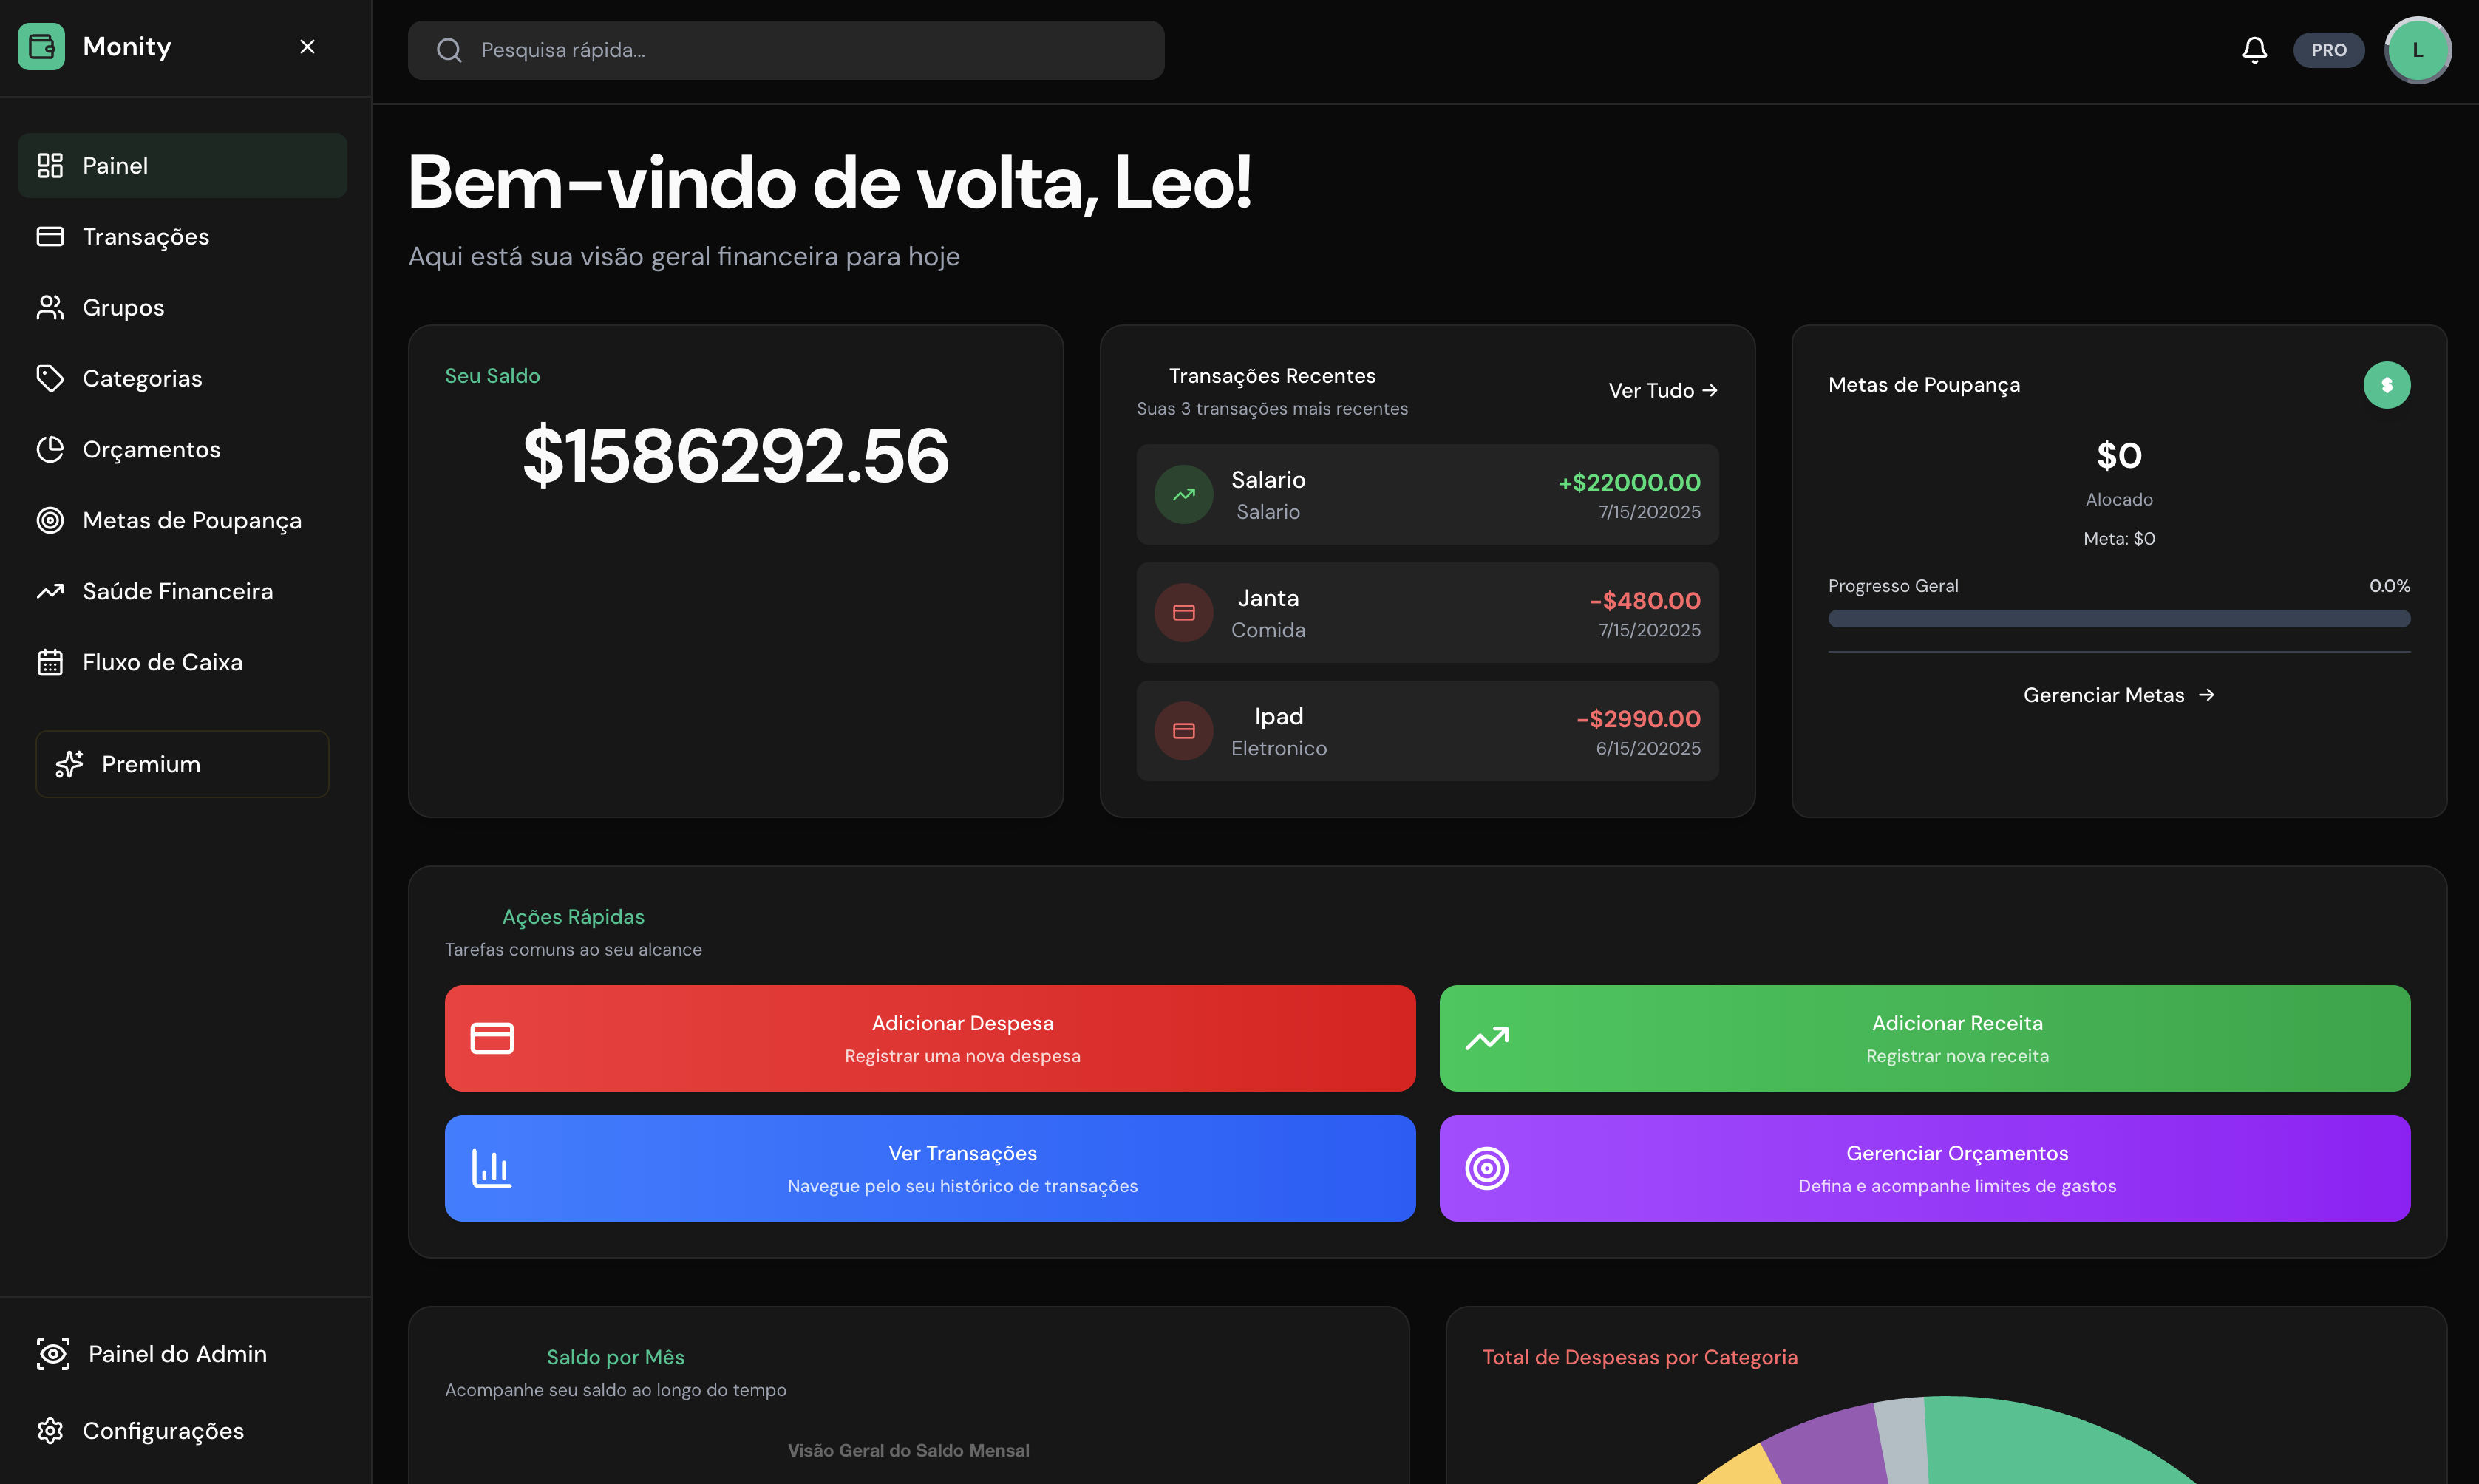 Monity
Pesquisa rápida...
PRO
L
Painel
Transações
Grupos
Categorias
Orçamentos
Metas de Poupança
Saúde Financeira
Fluxo de Caixa
Premium
Painel do Admin
Configurações
Bem-vindo de volta, Leo!
Aqui está sua visão geral financeira para hoje
Seu Saldo
$1586292.56
Transações Recentes
Suas 3 transações mais recentes
Ver Tudo →
Salario
Salario
+$22000.00
7/15/202025
Janta
Comida
-$480.00
7/15/202025
Ipad
Eletronico
-$2990.00
6/15/202025
Metas de Poupança
$
$0
Alocado
Meta: $0
Progresso Geral 0.0%
Gerenciar Metas →
Ações Rápidas
Tarefas comuns ao seu alcance
Adicionar Despesa
Registrar uma nova despesa
Adicionar Receita
Registrar nova receita
Ver Transações
Navegue pelo seu histórico de transações
Gerenciar Orçamentos
Defina e acompanhe limites de gastos
Saldo por Mês
Acompanhe seu saldo ao longo do tempo
Visão Geral do Saldo Mensal
Total de Despesas por Categoria